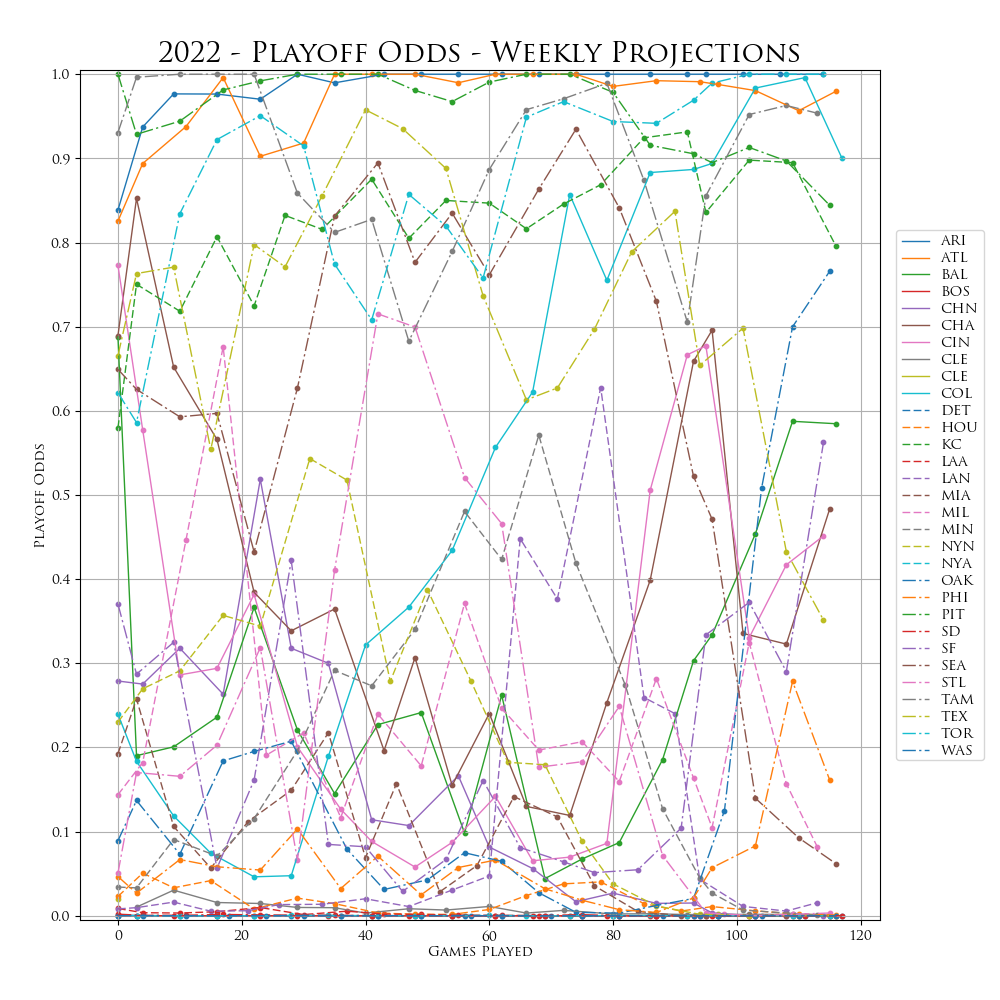 2022 - Playoff Odds - Weekly Projections
1.0
0.9
0.8
0.7
0.6
0.5
0.4
0.3
0.2
0.1
0.0
Playoff Odds
0 20 40 60 80 100 120
Games Played
ARI
ATL
BAL
BOS
CHN
CHA
CIN
CLE
CLE
COL
DET
HOU
KC
LAA
LAN
MIA
MIL
MIN
NYN
NYA
OAK
PHI
PIT
SD
SF
SEA
STL
TAM
TEX
TOR
WAS